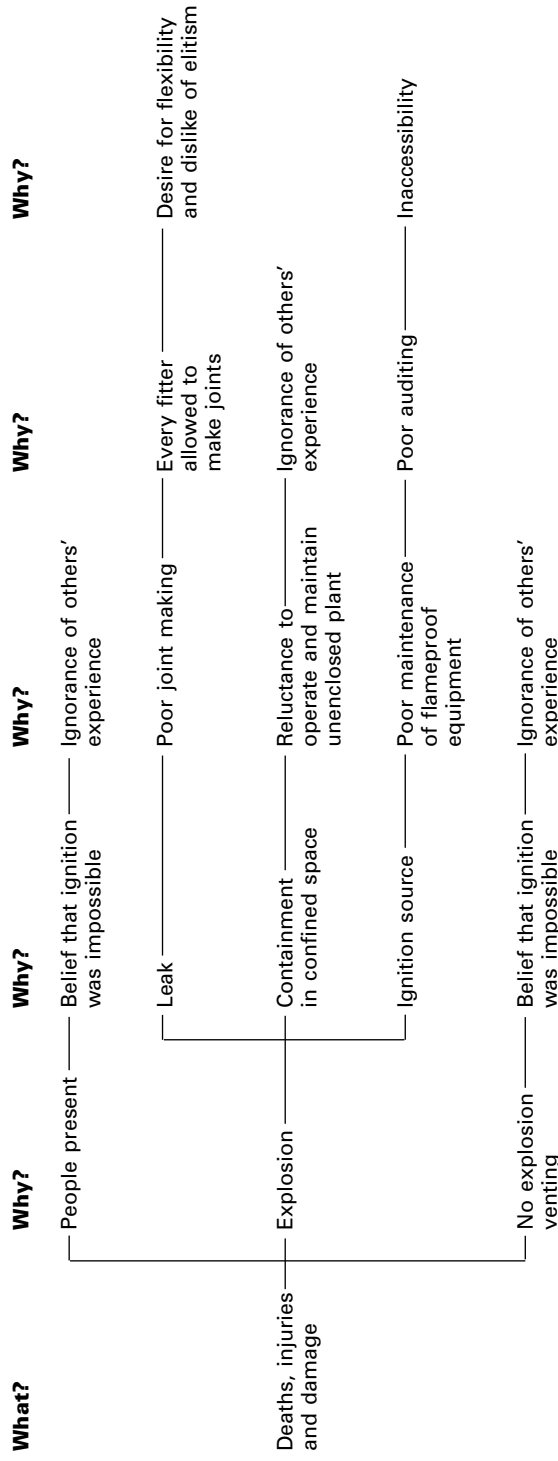 What?
Why?
Why?
Why?
Why?
Why?
People present
Belief that ignition
was impossible
Ignorance of others’
experience
Leak
Poor joint making
Every fitter
allowed to
make joints
Desire for flexibility
and dislike of elitism
Deaths, injuries
and damage
Explosion
Containment
in confined space
Reluctance to
operate and maintain
unenclosed plant
Ignorance of others’
experience
Ignition source
Poor maintenance
of flameproof
equipment
Poor auditing
Inaccessibility
No explosion
venting
Belief that ignition
was impossible
Ignorance of others’
experience